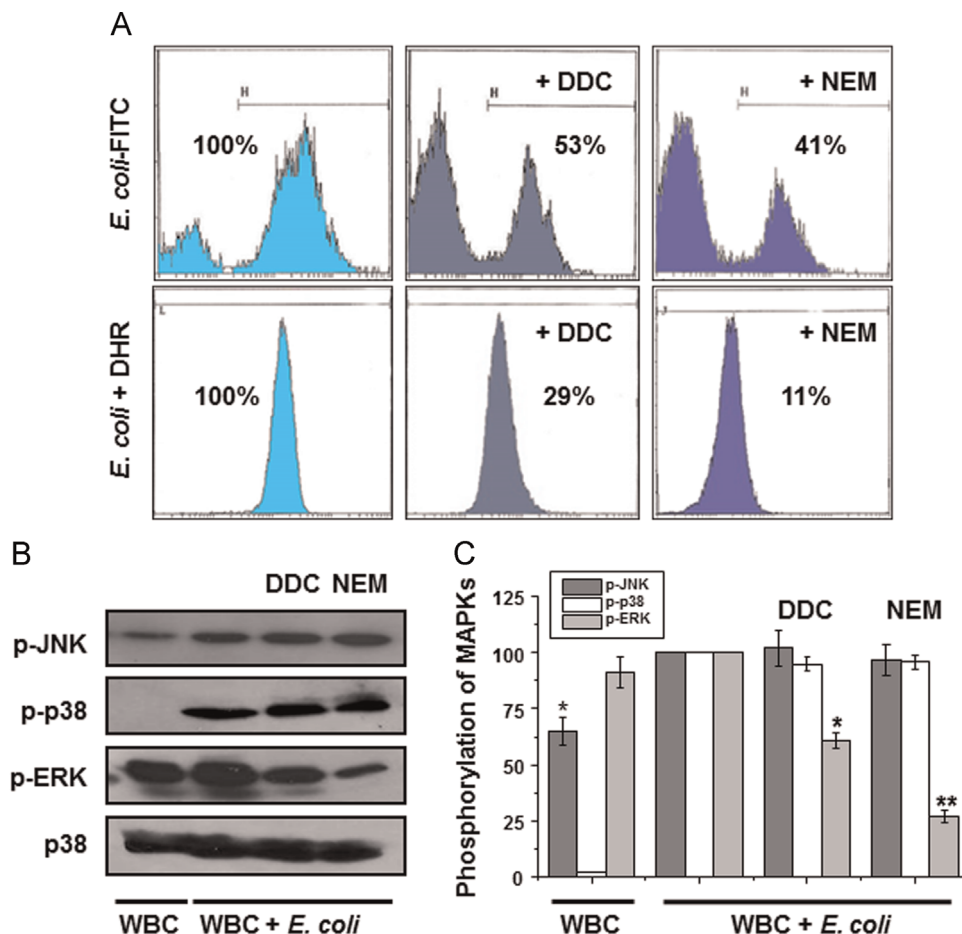 A
E. coli-FITC
H
100%
H
+ DDC
53%
H
+ NEM
41%
E. coli + DHR
L
100%
+ DDC
29%
J
+ NEM
11%
B
DDC NEM
p-JNK
p-p38
p-ERK
p38
WBC
WBC + E. coli
C
Phosphorylation of MAPKs
125
100
75
50
25
0
p-JNK
p-p38
p-ERK
DDC
NEM
*
*
**
WBC
WBC + E. coli